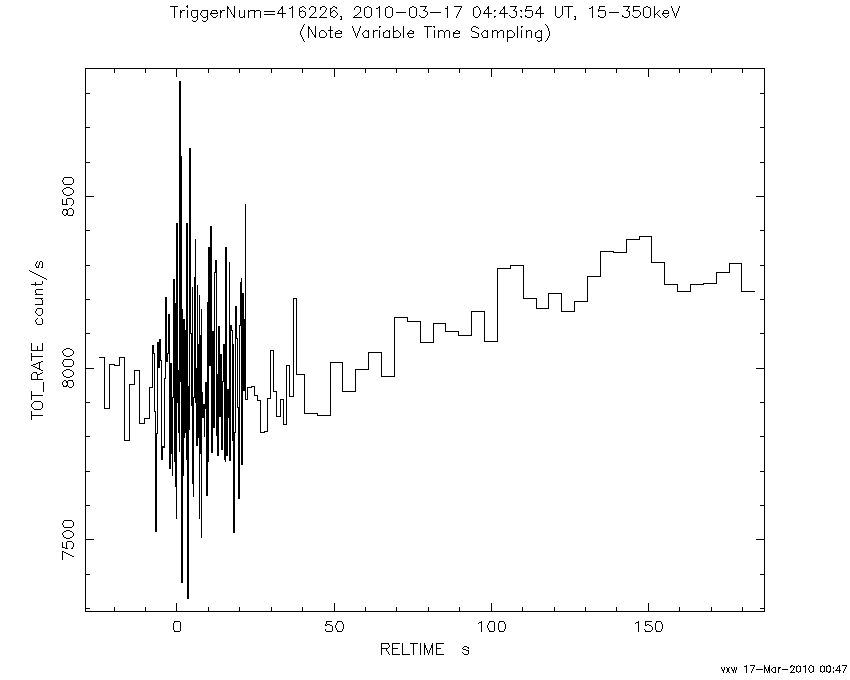 TriggerNum=416226, 2010-03-17 04:43:54 UT, 15-350keV
(Note Variable Time Sampling)
TOT_RATE count/s
8500
8000
7500
0 50 100 150
RELTIME s
vxw 17-Mar-2010 00:47